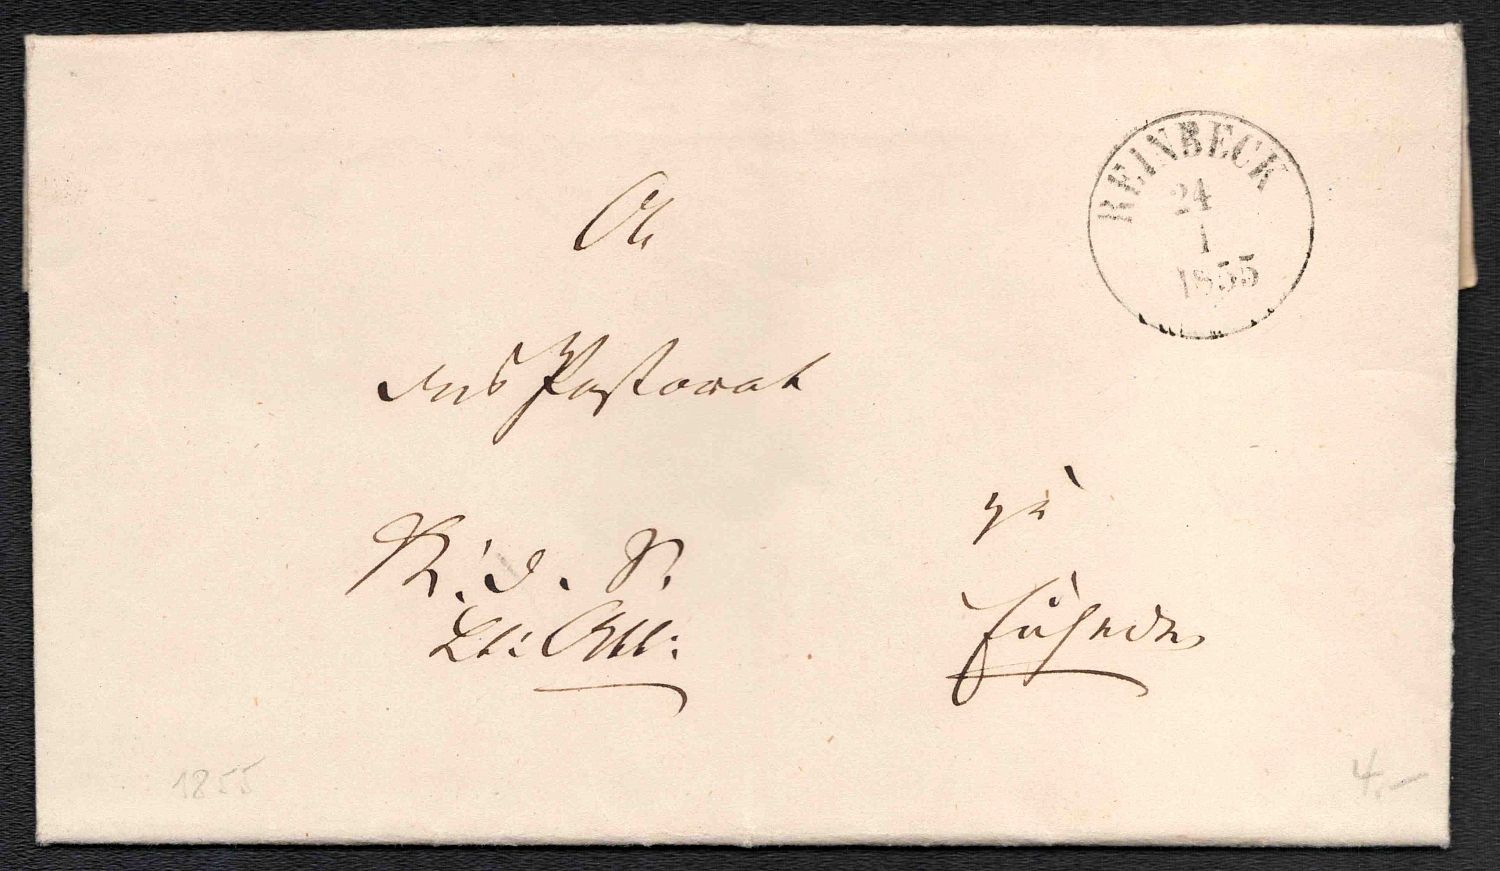 REINBECK
24
1
1855
An
das Pastorat
K. D. S.
zu
1855
4.-